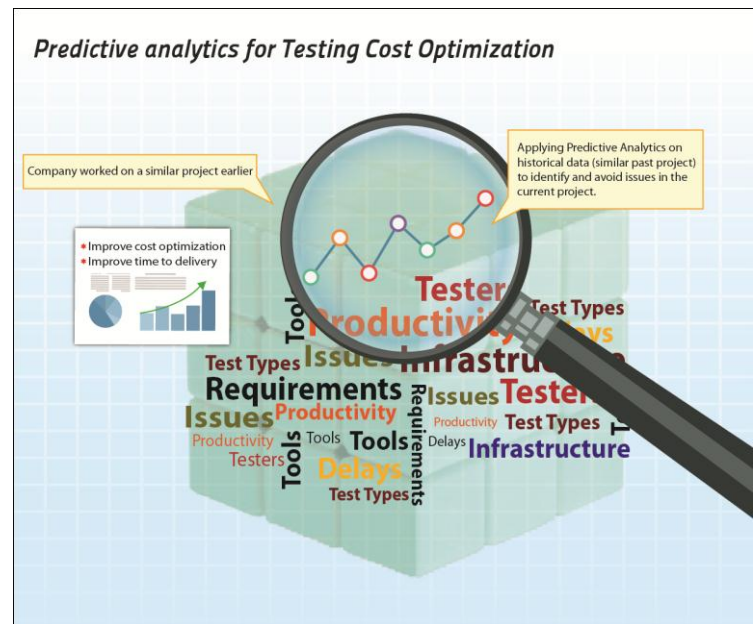 Predictive analytics for Testing Cost Optimization
Company worked on a similar project earlier
Applying Predictive Analytics on
historical data (similar past project)
to identify and avoid issues in the
current project.
• Improve cost optimization
• Improve time to delivery
Tester
Test Types
Productivity
Test Types
Issues
Infrastructure
Requirements
Issues
Issues
Productivity
Requirements
Productivity
Test Types
Productivity
Tools
Tools
Tools
Delays
Infrastructure
Testers
Delays
Test Types